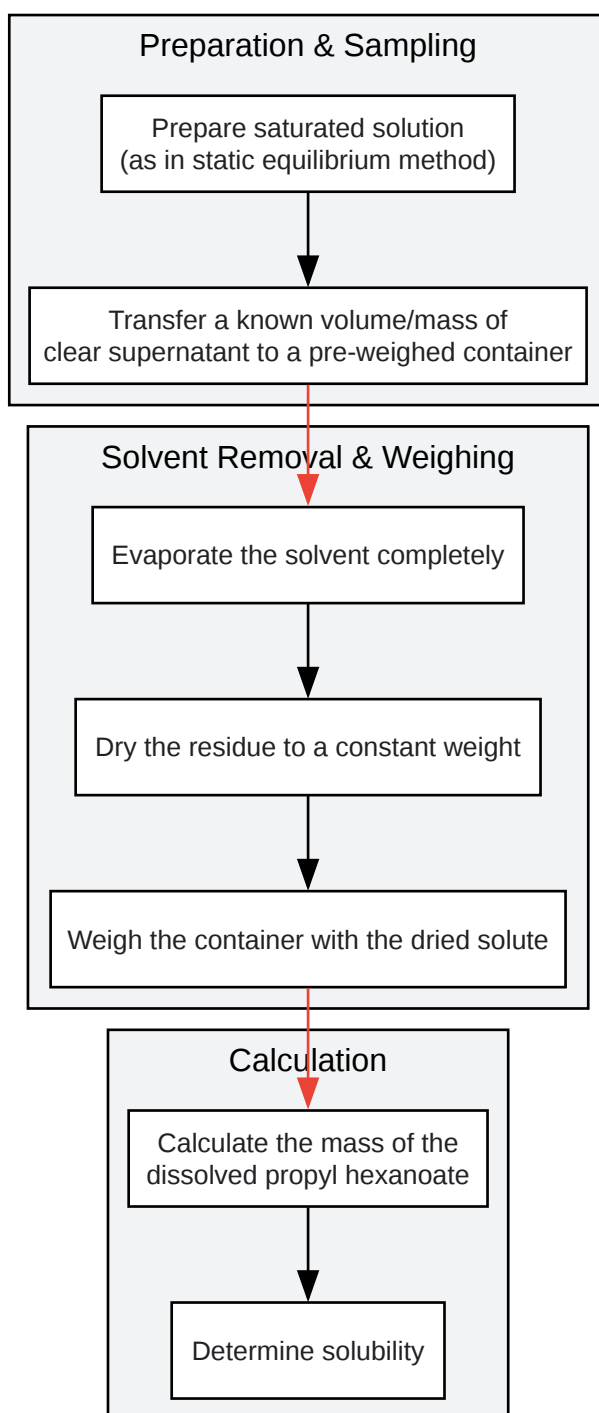 Preparation & Sampling
Prepare saturated solution
(as in static equilibrium method)
Transfer a known volume/mass of
clear supernatant to a pre-weighed container
Solvent Removal & Weighing
Evaporate the solvent completely
Dry the residue to a constant weight
Weigh the container with the dried solute
Calculation
Calculate the mass of the
dissolved propyl hexanoate
Determine solubility